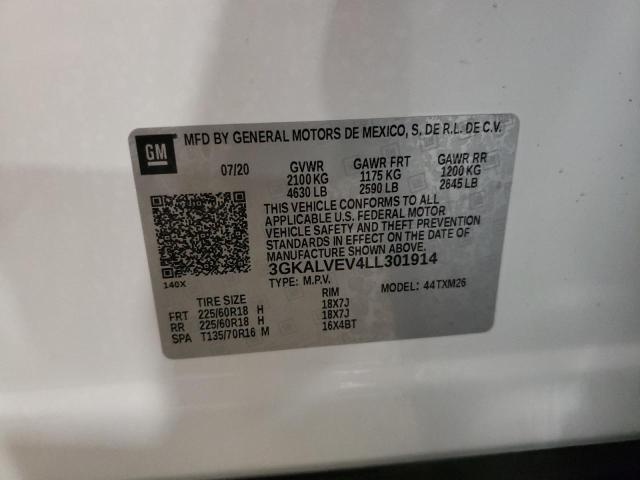 MFD BY GENERAL MOTORS DE MEXICO, S, DE R.L. DE C.V.
GM
07/20 GVWR GAWR FRT GAWR RR
2100 KG 1175 KG 1200 KG
4630 LB 2590 LB 2645 LB
THIS VEHICLE CONFORMS TO ALL
APPLICABLE U.S. FEDERAL MOTOR
VEHICLE SAFETY AND THEFT PREVENTION
STANDARDS IN EFFECT ON THE DATE OF
MANUFACTURE SHOWN ABOVE.
3GKALVEV4LL301914
140X TYPE: M.P.V. MODEL: 44TXM26
TIRE SIZE RIM
FRT 225/60R18 H 18X7J
RR 225/60R18 H 18X7J
SPA T135/70R16 M 16X4BT